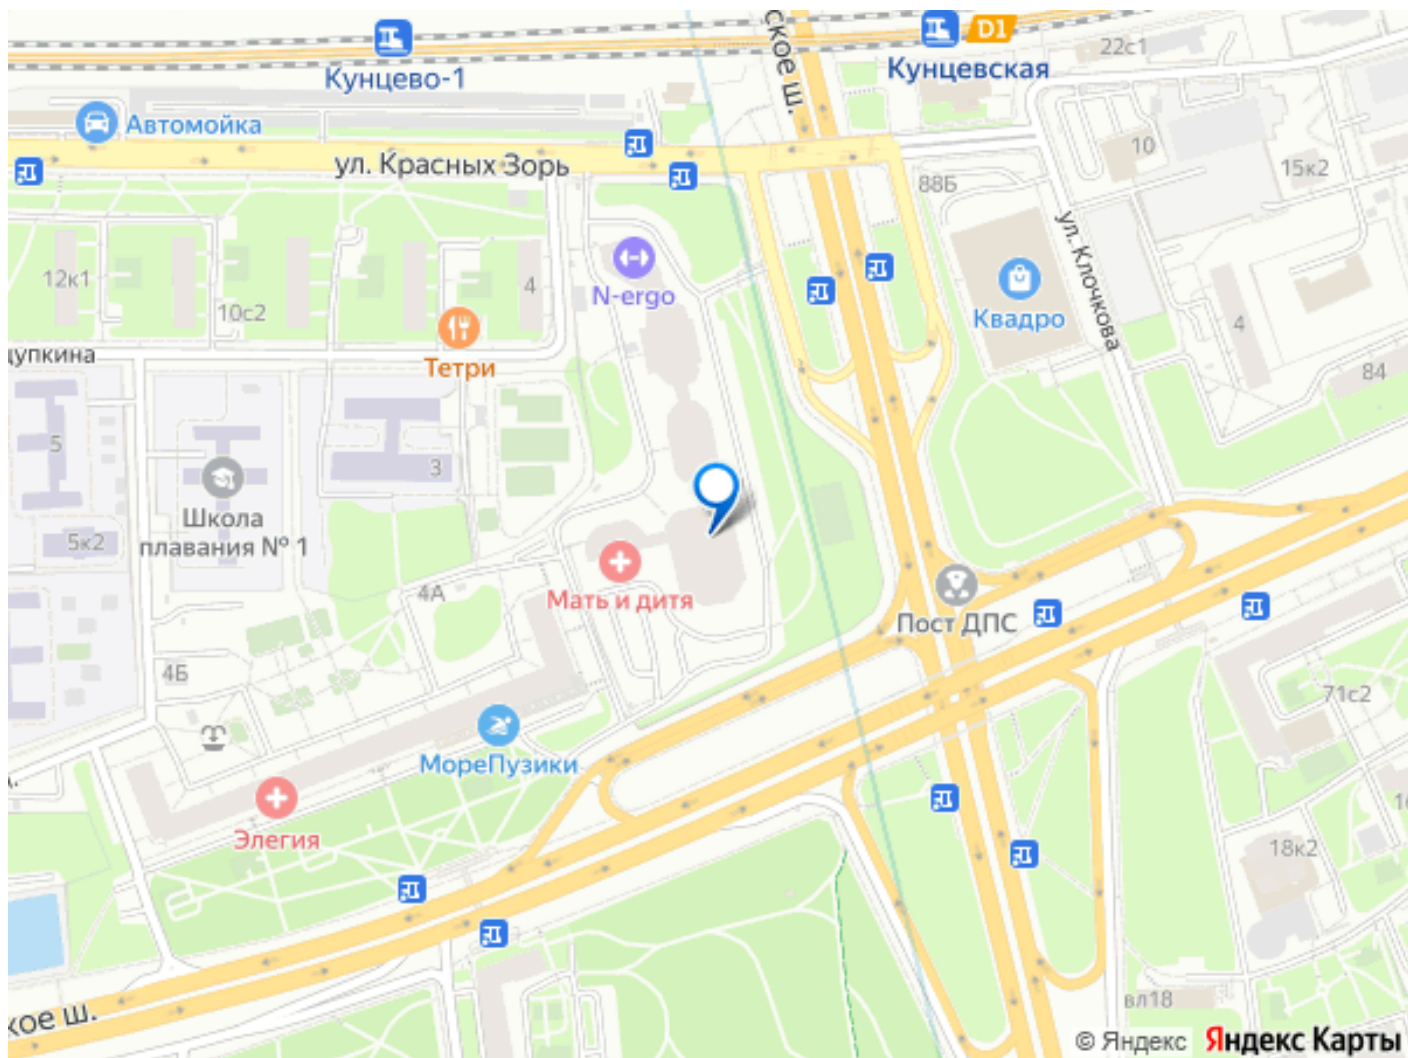 ское ш.
D1
22с1
Кунцево-1
Кунцевская
Автомойка
ул. Красных Зорь
10
15к2
88Б
ул. Клочкова
12к1
4
N-ergo
10с2
Квадро
4
Тетри
84
5
3
Школа
плавания № 1
5к2
4А
Мать и дитя
Пост ДПС
4Б
71с2
МореПузики
Элегия
18к2
вл18
кое ш.
© Яндекс Яндекс Карты